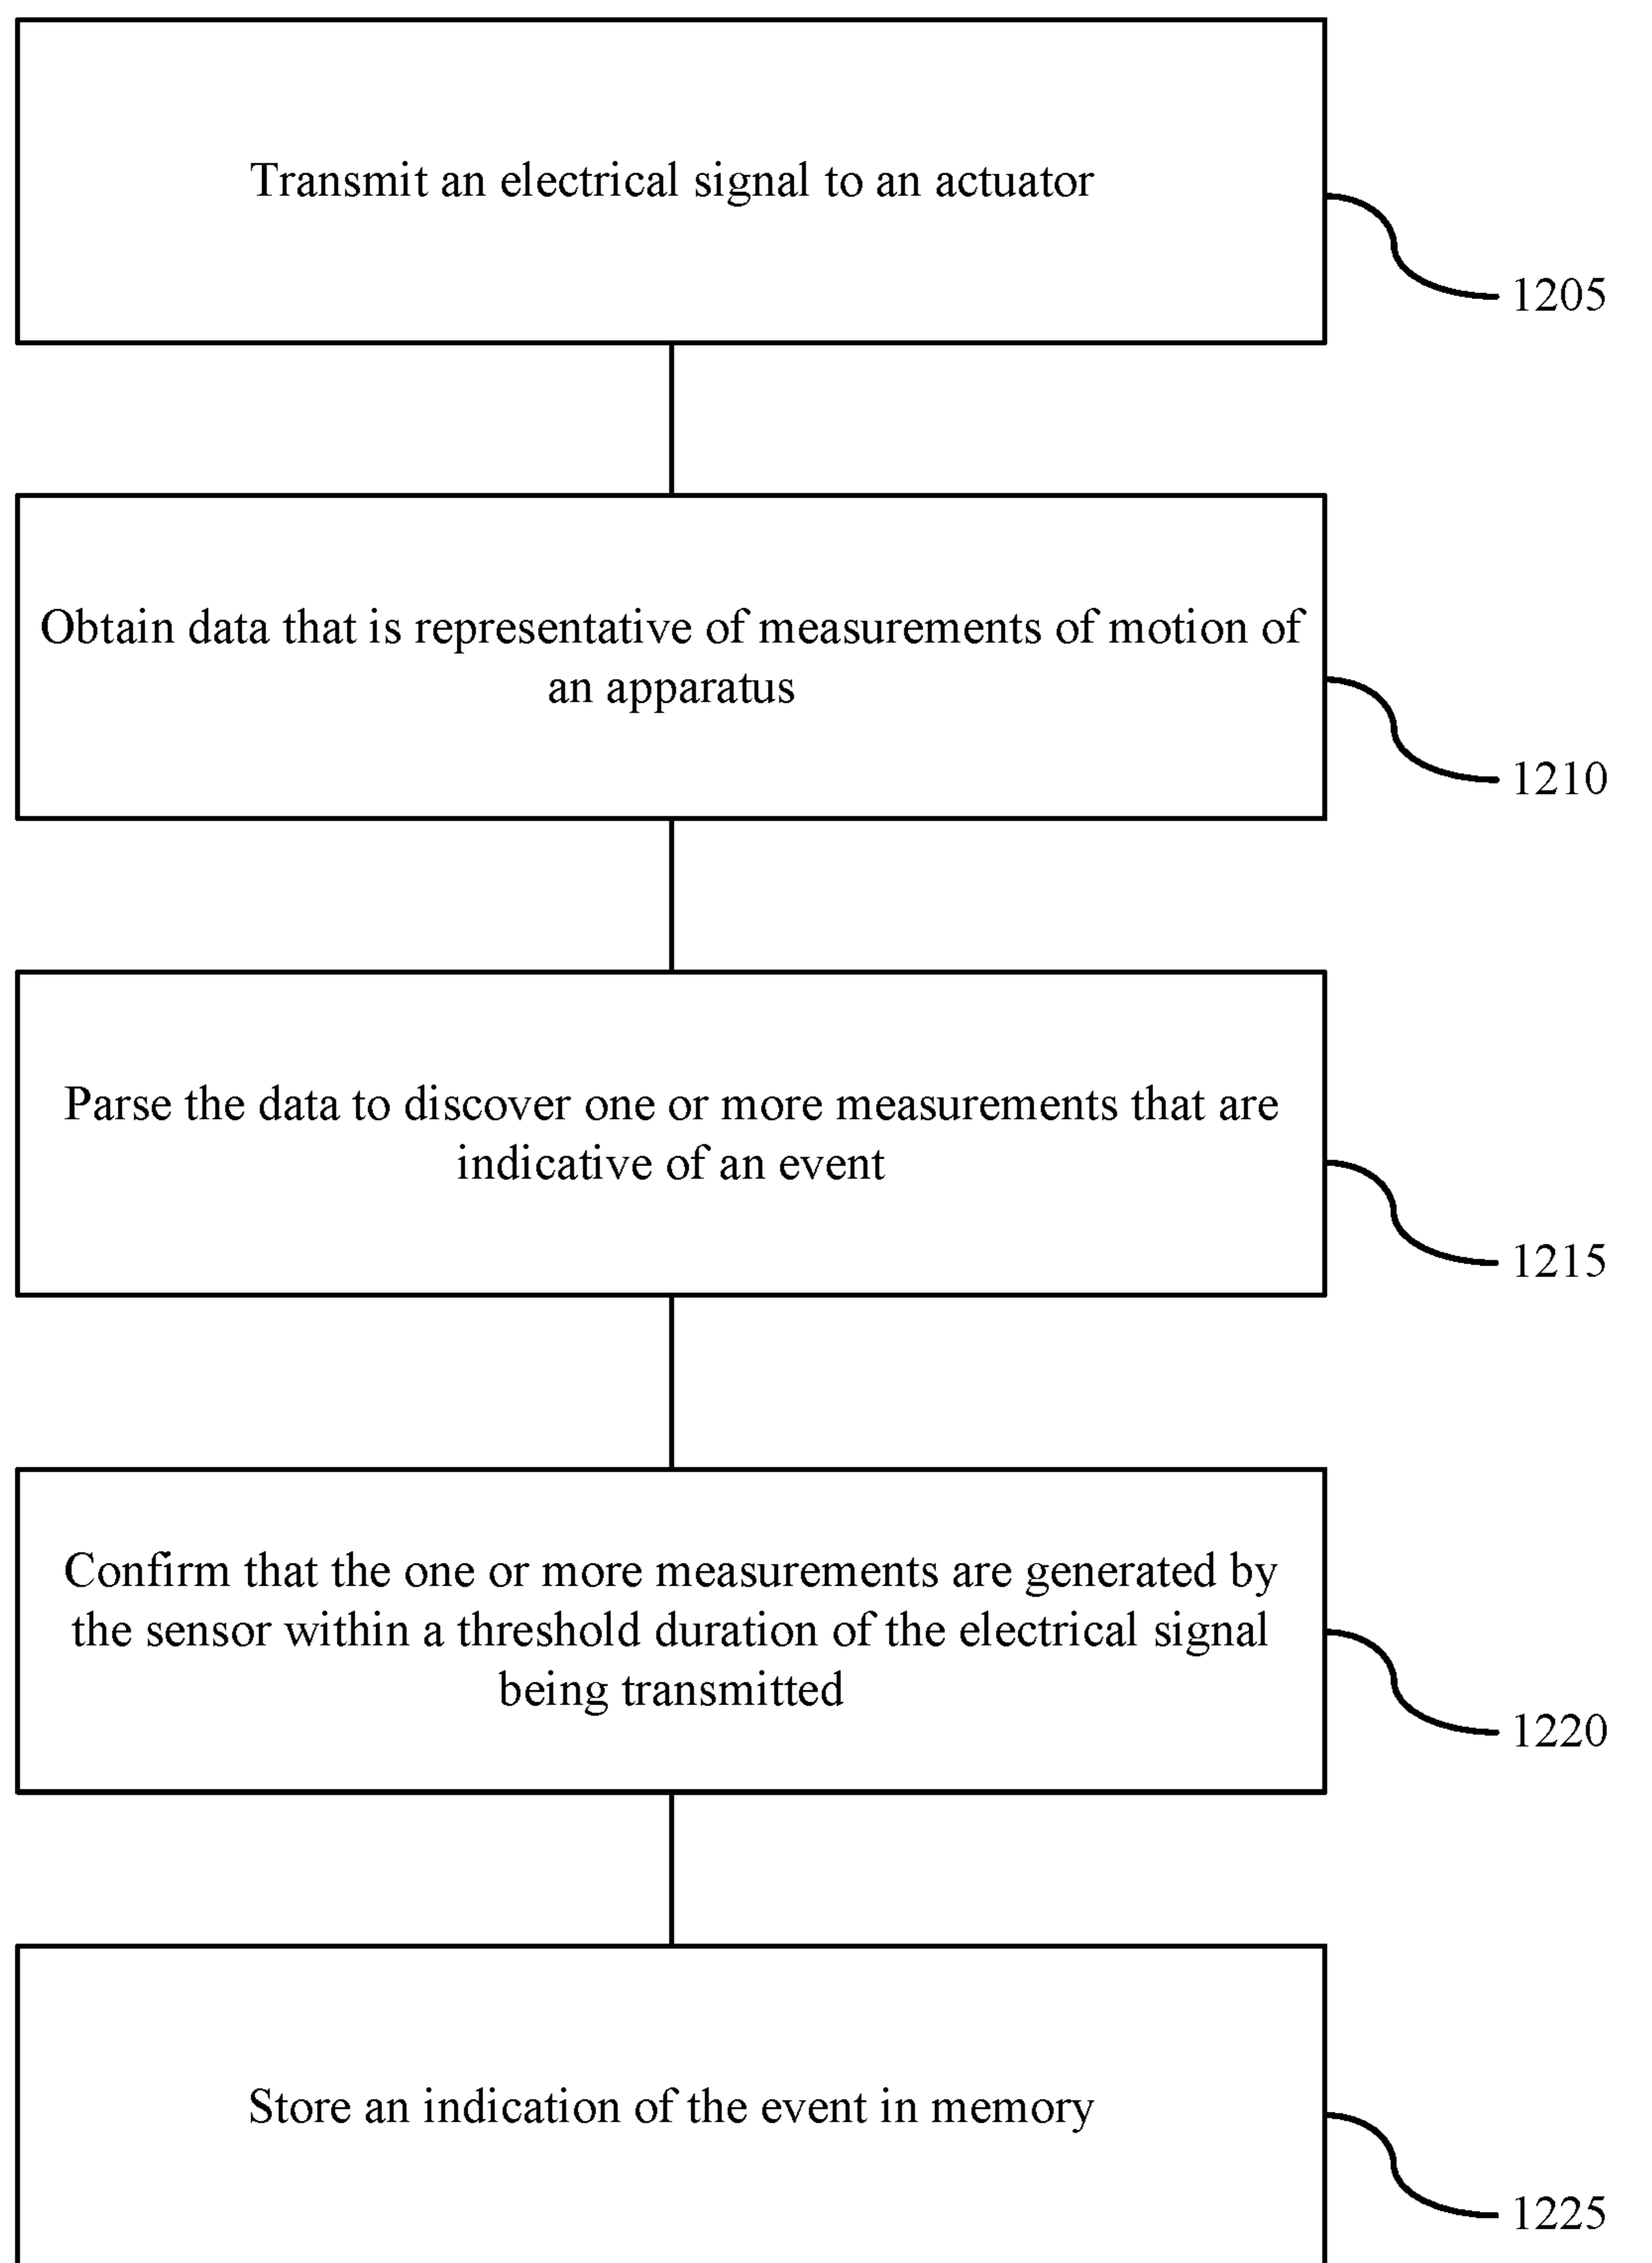 Transmit an electrical signal to an actuator
1205
Obtain data that is representative of measurements of motion of
an apparatus
1210
Parse the data to discover one or more measurements that are
indicative of an event
1215
Confirm that the one or more measurements are generated by
the sensor within a threshold duration of the electrical signal
being transmitted
1220
Store an indication of the event in memory
1225